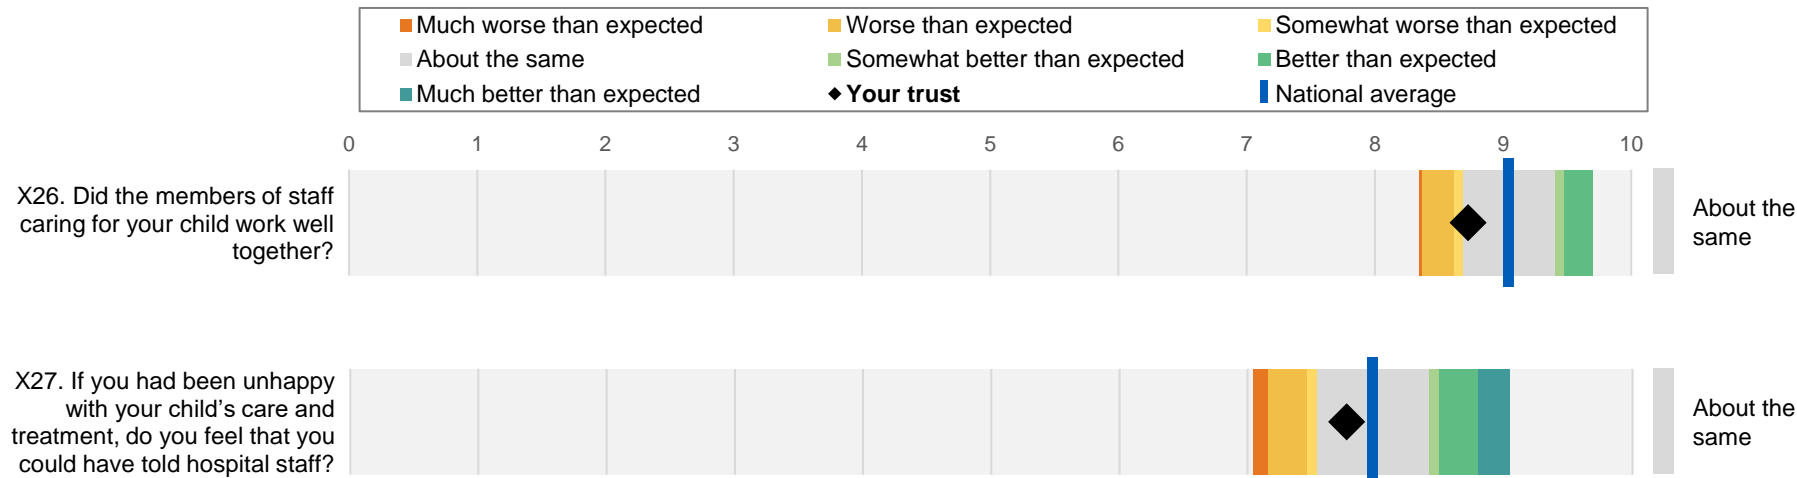 Much worse than expected
Worse than expected
Somewhat worse than expected
About the same
Somewhat better than expected
Better than expected
Much better than expected
Your trust
National average
0 1 2 3 4 5 6 7 8 9 10
X26. Did the members of staff
caring for your child work well
together?
About the
same
X27. If you had been unhappy
with your child’s care and
treatment, do you feel that you
could have told hospital staff?
About the
same